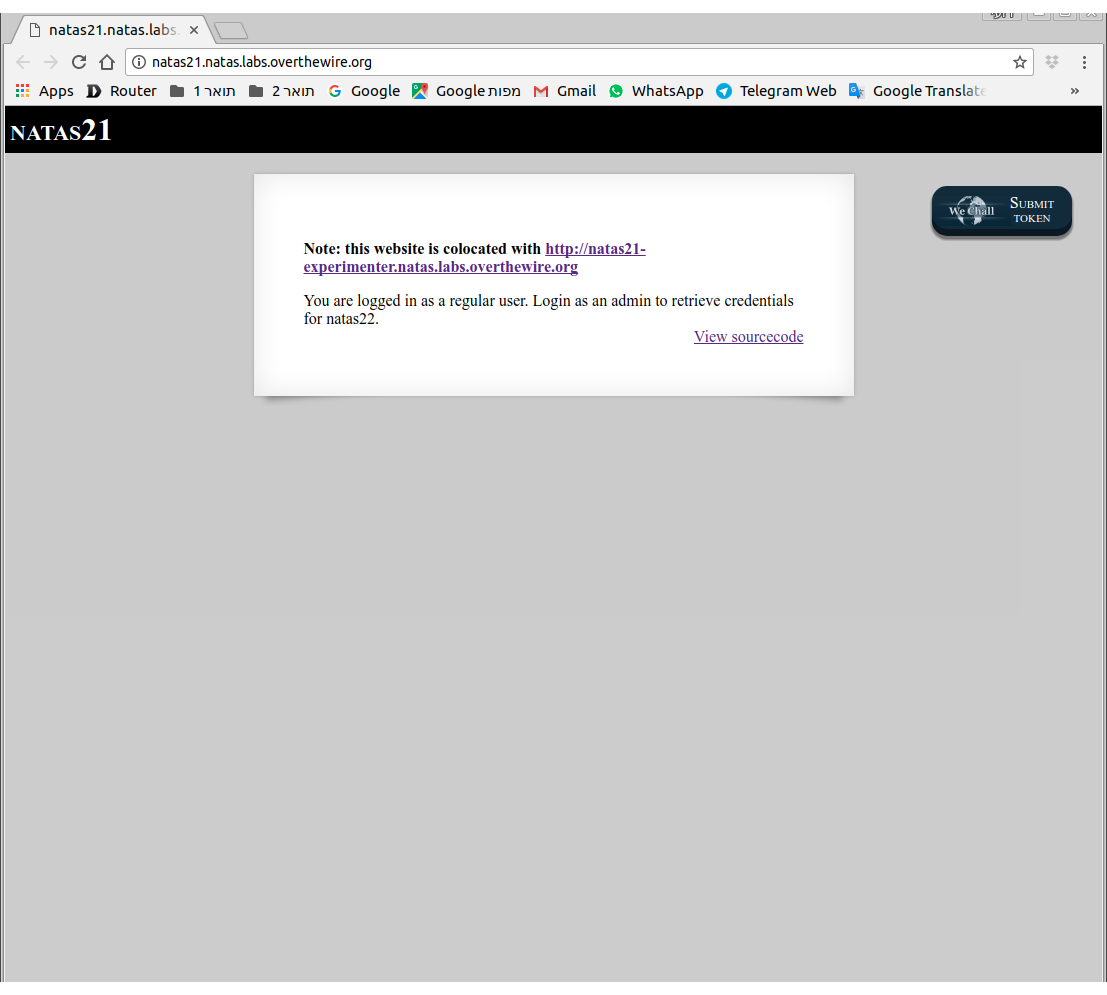 natas21.natas.labs.
natas21.natas.labs.overthewire.org
Apps Router תואר 1 תואר 2 Google Google מפות Gmail WhatsApp Telegram Web Google Translate »
NATAS21
We Chall
SUBMIT
TOKEN
Note: this website is colocated with http://natas21-
experimenter.natas.labs.overthewire.org
You are logged in as a regular user. Login as an admin to retrieve credentials
for natas22.
View sourcecode